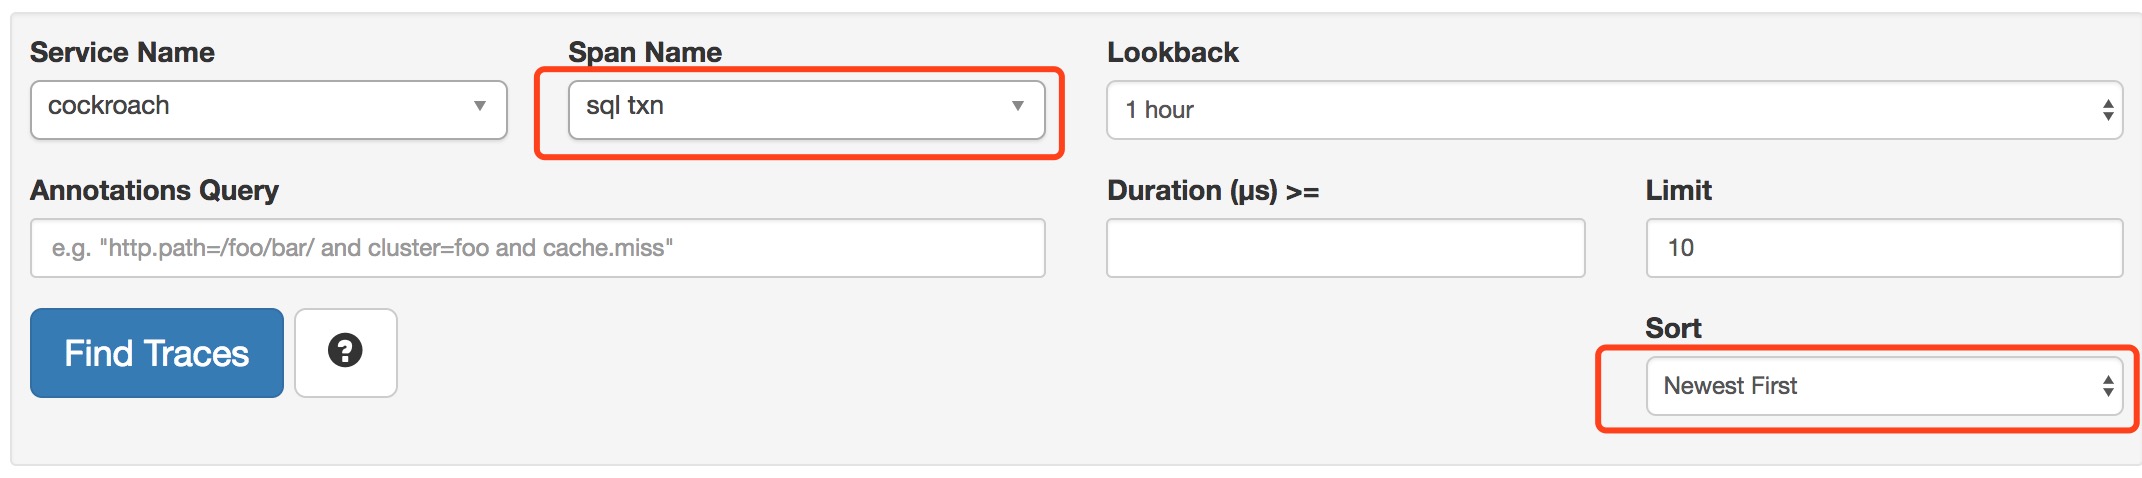 Service Name
Span Name
Lookback
cockroach
sql txn
1 hour
Annotations Query
Duration (µs) >=
Limit
e.g. "http.path=/foo/bar/ and cluster=foo and cache.miss"
10
Find Traces
?
Sort
Newest First